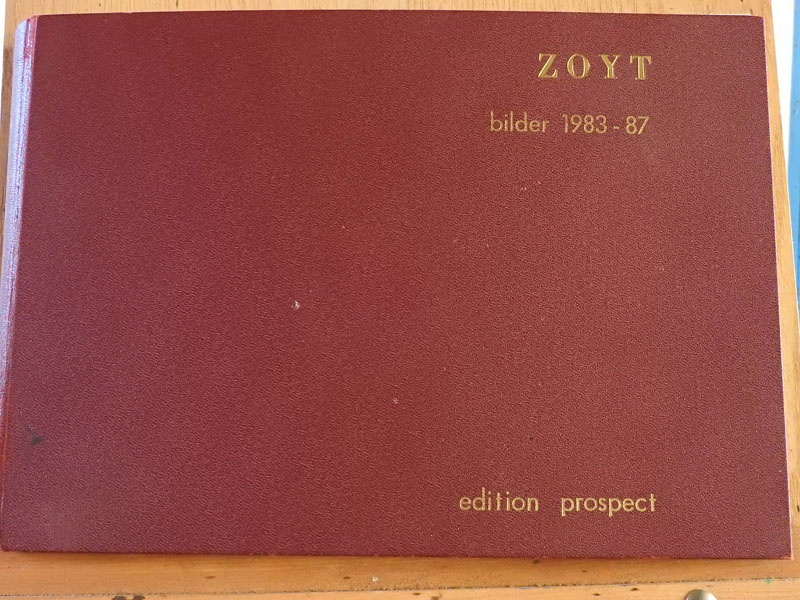 ZOYT
bilder 1983-87
edition prospect